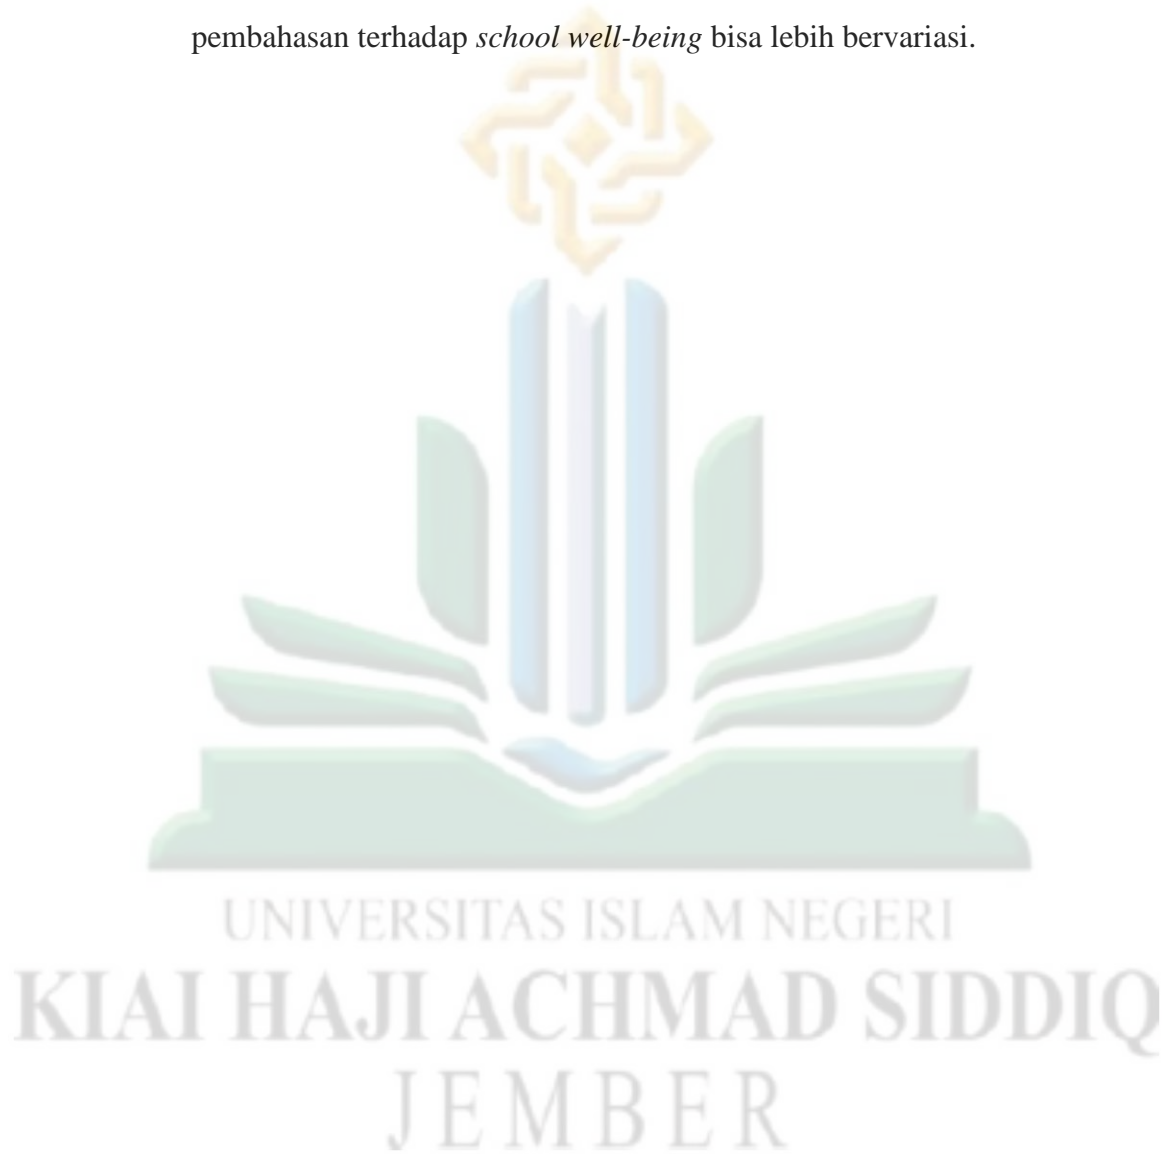 pembahasan terhadap school well-being bisa lebih bervariasi.
UNIVERSITAS ISLAM NEGERI
KIAI HAJI ACHMAD SIDDIQ
JEMBER